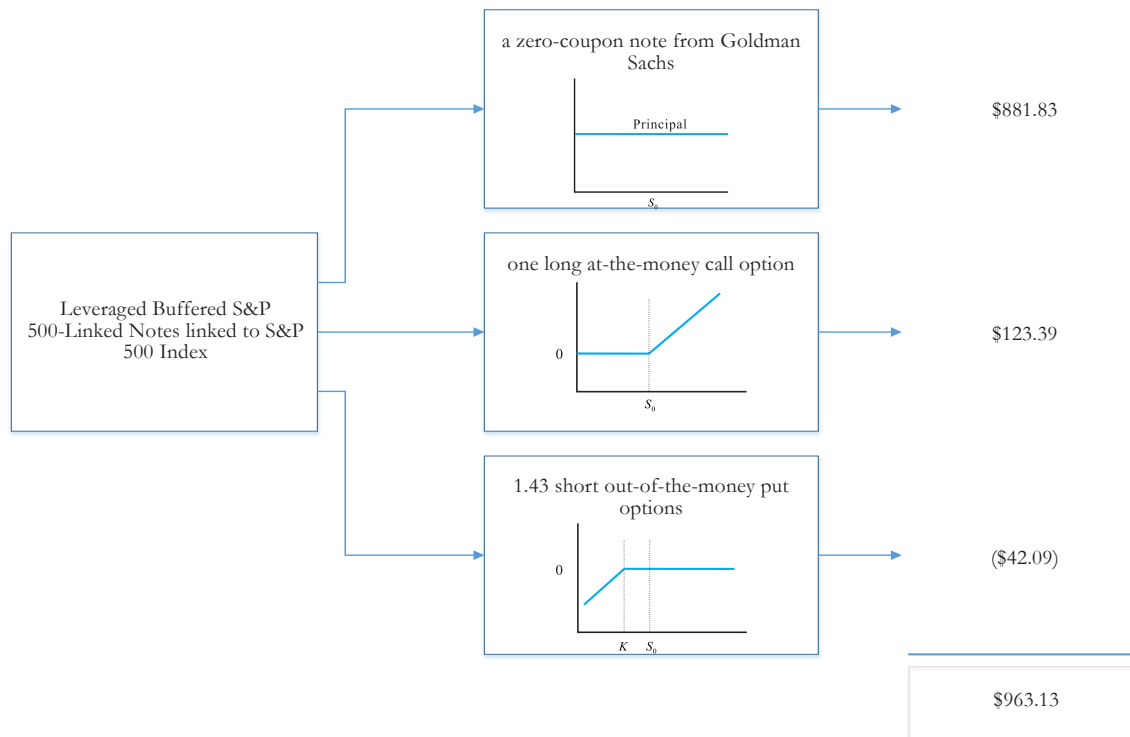 a zero-coupon note from Goldman
Sachs
Principal
S₀
$881.83
Leveraged Buffered S&P
500-Linked Notes linked to S&P
500 Index
one long at-the-money call option
0
S₀
$123.39
1.43 short out-of-the-money put
options
0
K S₀
($42.09)
$963.13